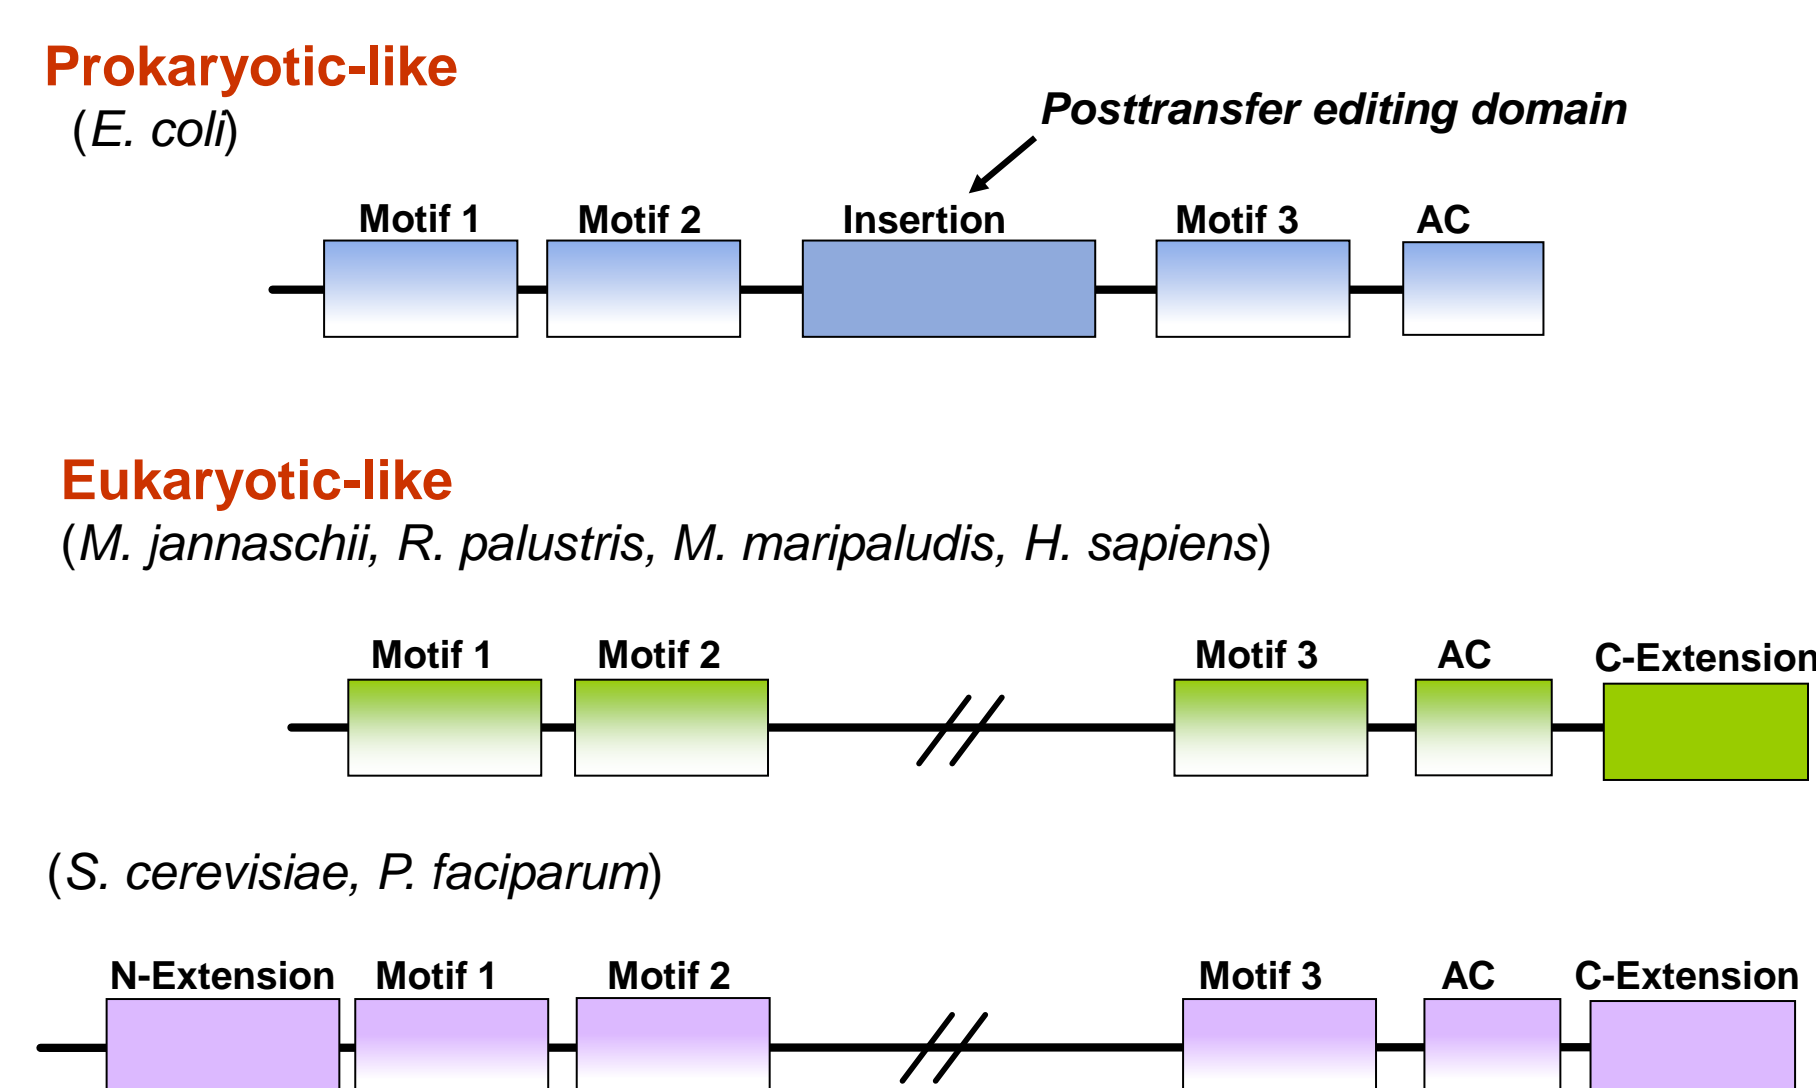 Prokaryotic-like
(E. coli)
Posttransfer editing domain
Motif 1 Motif 2 Insertion Motif 3 AC
Eukaryotic-like
(M. jannaschii, R. palustris, M. maripaludis, H. sapiens)
Motif 1 Motif 2 Motif 3 AC C-Extension
(S. cerevisiae, P. faciparum)
N-Extension Motif 1 Motif 2 Motif 3 AC C-Extension